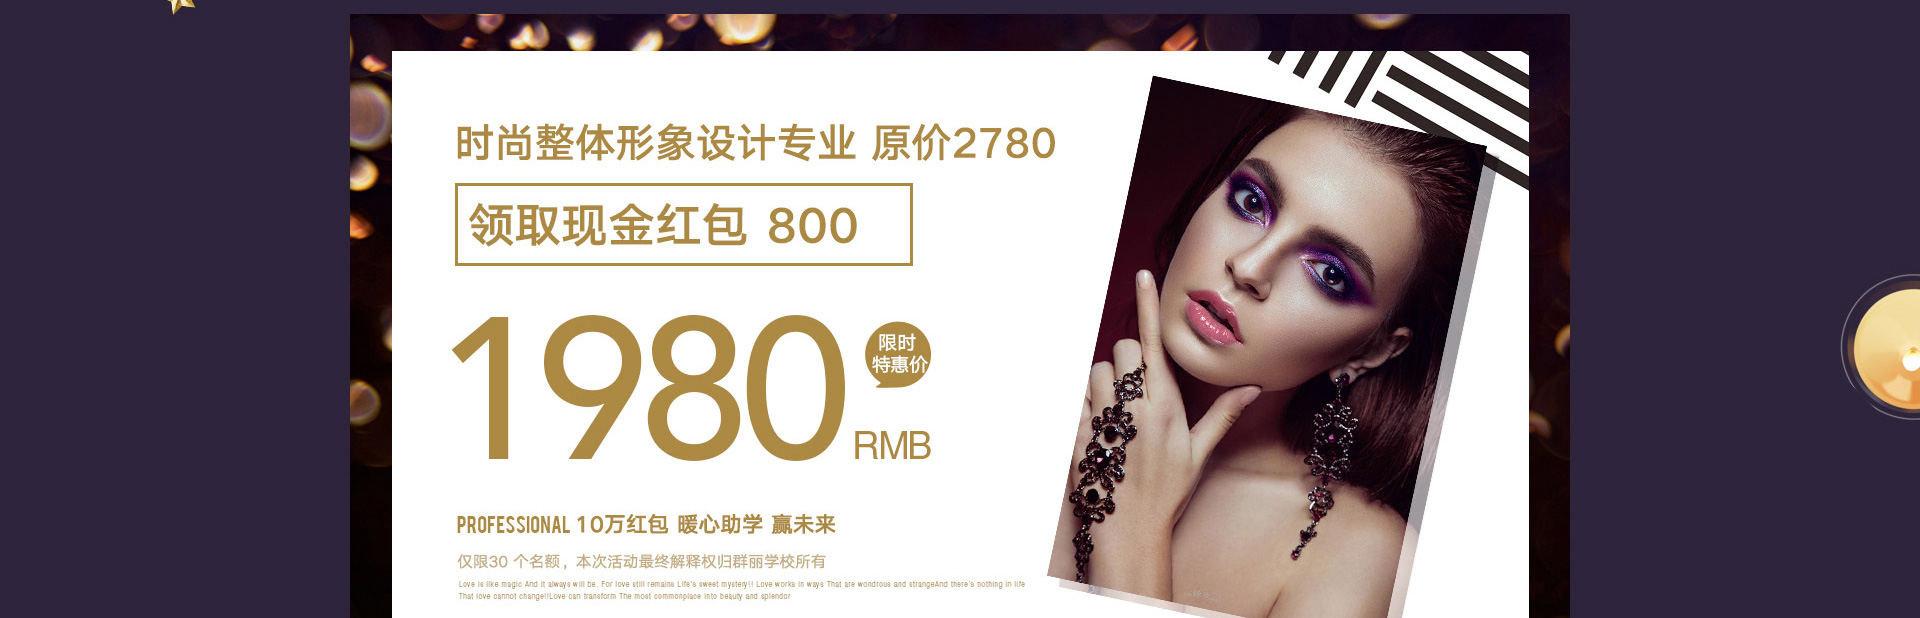 时尚整体形象设计专业 原价2780
领取现金红包 800
1980 RMB
限时
特惠价
PROFESSIONAL 10万红包 暖心助学 赢未来
仅限30 个名额，本次活动最终解释权归群丽学校所有
Love is like magic And it always will be. For love still remains Life's sweet mystery!! Love works in ways That are wondrous and strangeAnd there's nothing in life
That love cannot change!!Love can transform The most commonplace into beauty and splendor